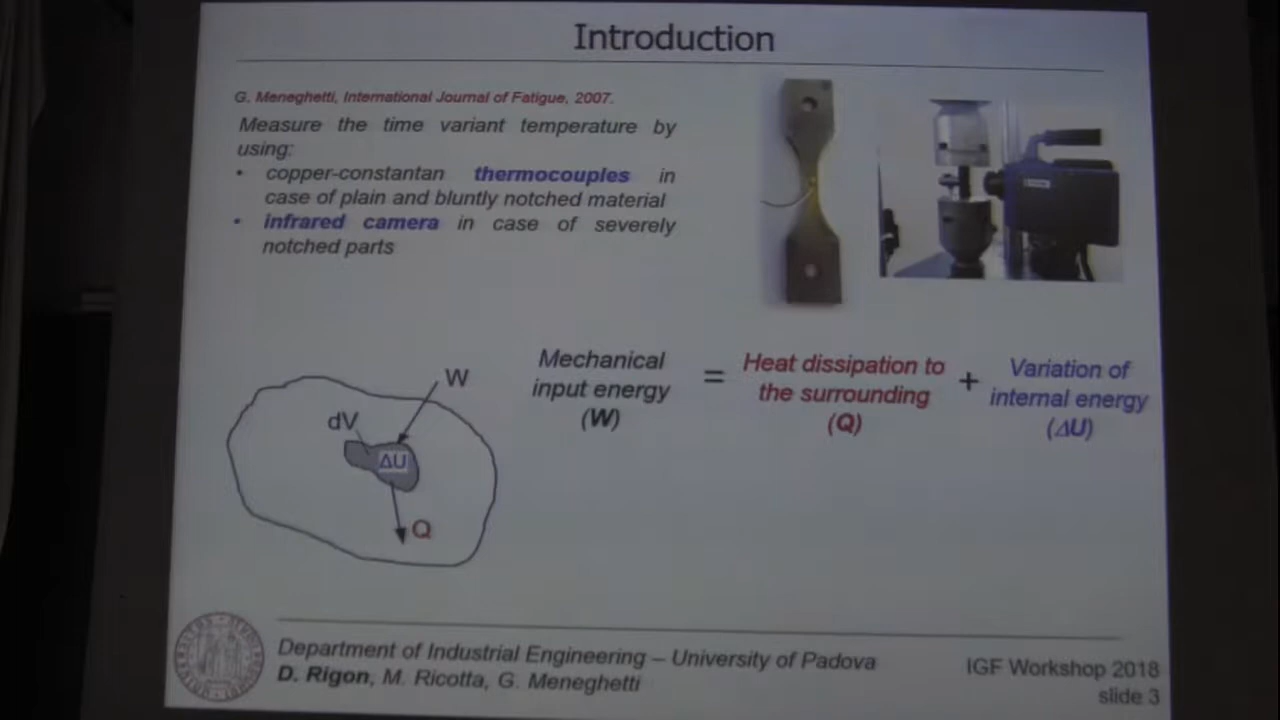 Introduction
G. Meneghetti, International Journal of Fatigue, 2007.
Measure the time variant temperature by
using:
• copper-constantan thermocouples in
case of plain and bluntly notched material
• infrared camera in case of severely
notched parts
W
dV
ΔU
Q
Mechanical
input energy
(W)
=
Heat dissipation to
the surrounding
(Q)
+
Variation of
internal energy
(ΔU)
Department of Industrial Engineering – University of Padova
D. Rigon, M. Ricotta, G. Meneghetti
IGF Workshop 2018
slide 3